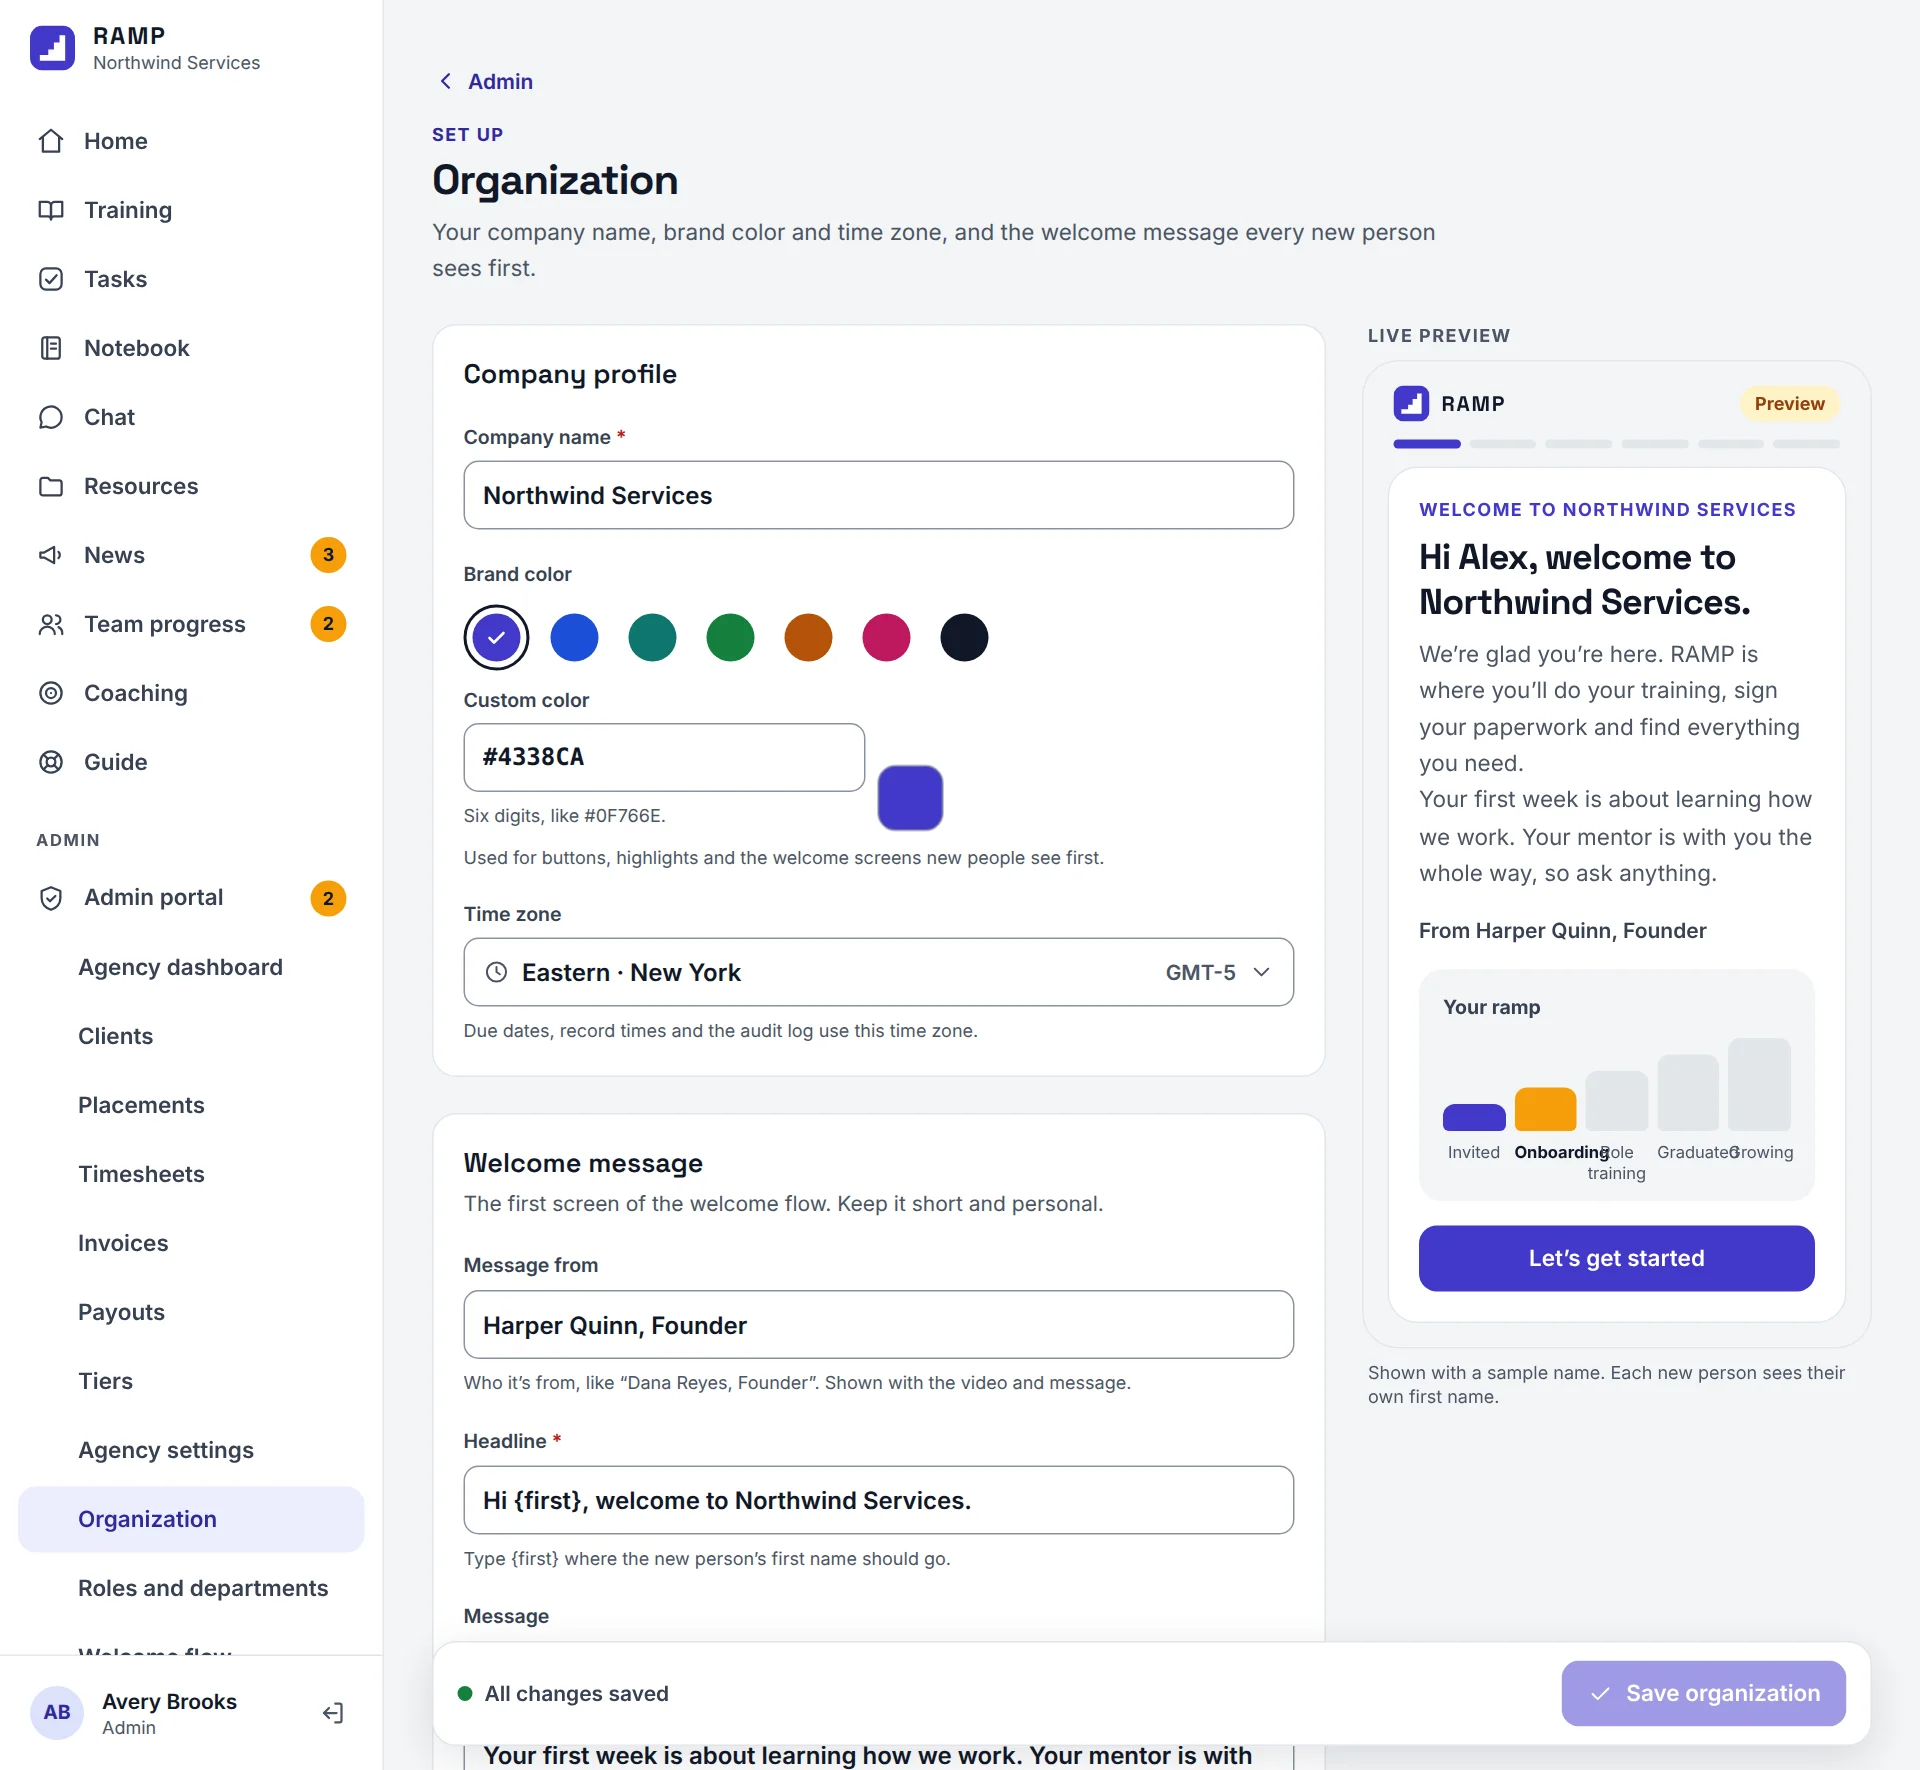 RAMP
Northwind Services
Home
Training
Tasks
Notebook
Chat
Resources
News 3
Team progress 2
Coaching
Guide
ADMIN
Admin portal 2
Agency dashboard
Clients
Placements
Timesheets
Invoices
Payouts
Tiers
Agency settings
Organization
Roles and departments
Welcome flow
AB
Avery Brooks
Admin
Admin
SET UP
Organization
Your company name, brand color and time zone, and the welcome message every new person
sees first.
Company profile
Company name *
Northwind Services
Brand color
Custom color
#4338CA
Six digits, like #0F766E.
Used for buttons, highlights and the welcome screens new people see first.
Time zone
Eastern · New York GMT-5
Due dates, record times and the audit log use this time zone.
Welcome message
The first screen of the welcome flow. Keep it short and personal.
Message from
Harper Quinn, Founder
Who it’s from, like “Dana Reyes, Founder”. Shown with the video and message.
Headline *
Hi {first}, welcome to Northwind Services.
Type {first} where the new person’s first name should go.
Message
Your first week is about learning how we work. Your mentor is with
All changes saved
Save organization
LIVE PREVIEW
RAMP
Preview
WELCOME TO NORTHWIND SERVICES
Hi Alex, welcome to
Northwind Services.
We’re glad you’re here. RAMP is
where you’ll do your training, sign
your paperwork and find everything
you need.
Your first week is about learning how
we work. Your mentor is with you the
whole way, so ask anything.
From Harper Quinn, Founder
Your ramp
Invited
Onboarding
Role
training
Graduated
Growing
Let’s get started
Shown with a sample name. Each new person sees their
own first name.